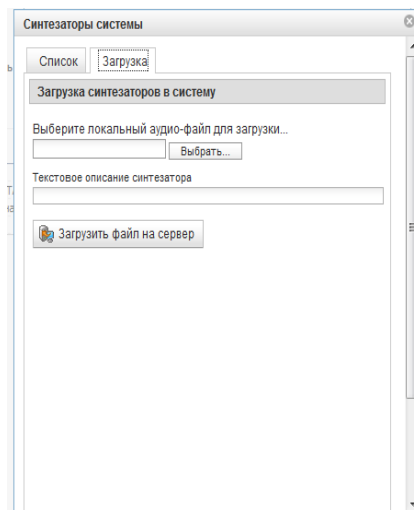 Синтезаторы системы
Список Загрузка
Загрузка синтезаторов в систему
Выберите локальный аудио-файл для загрузки...
Выбрать...
Текстовое описание синтезатора
Загрузить файл на сервер